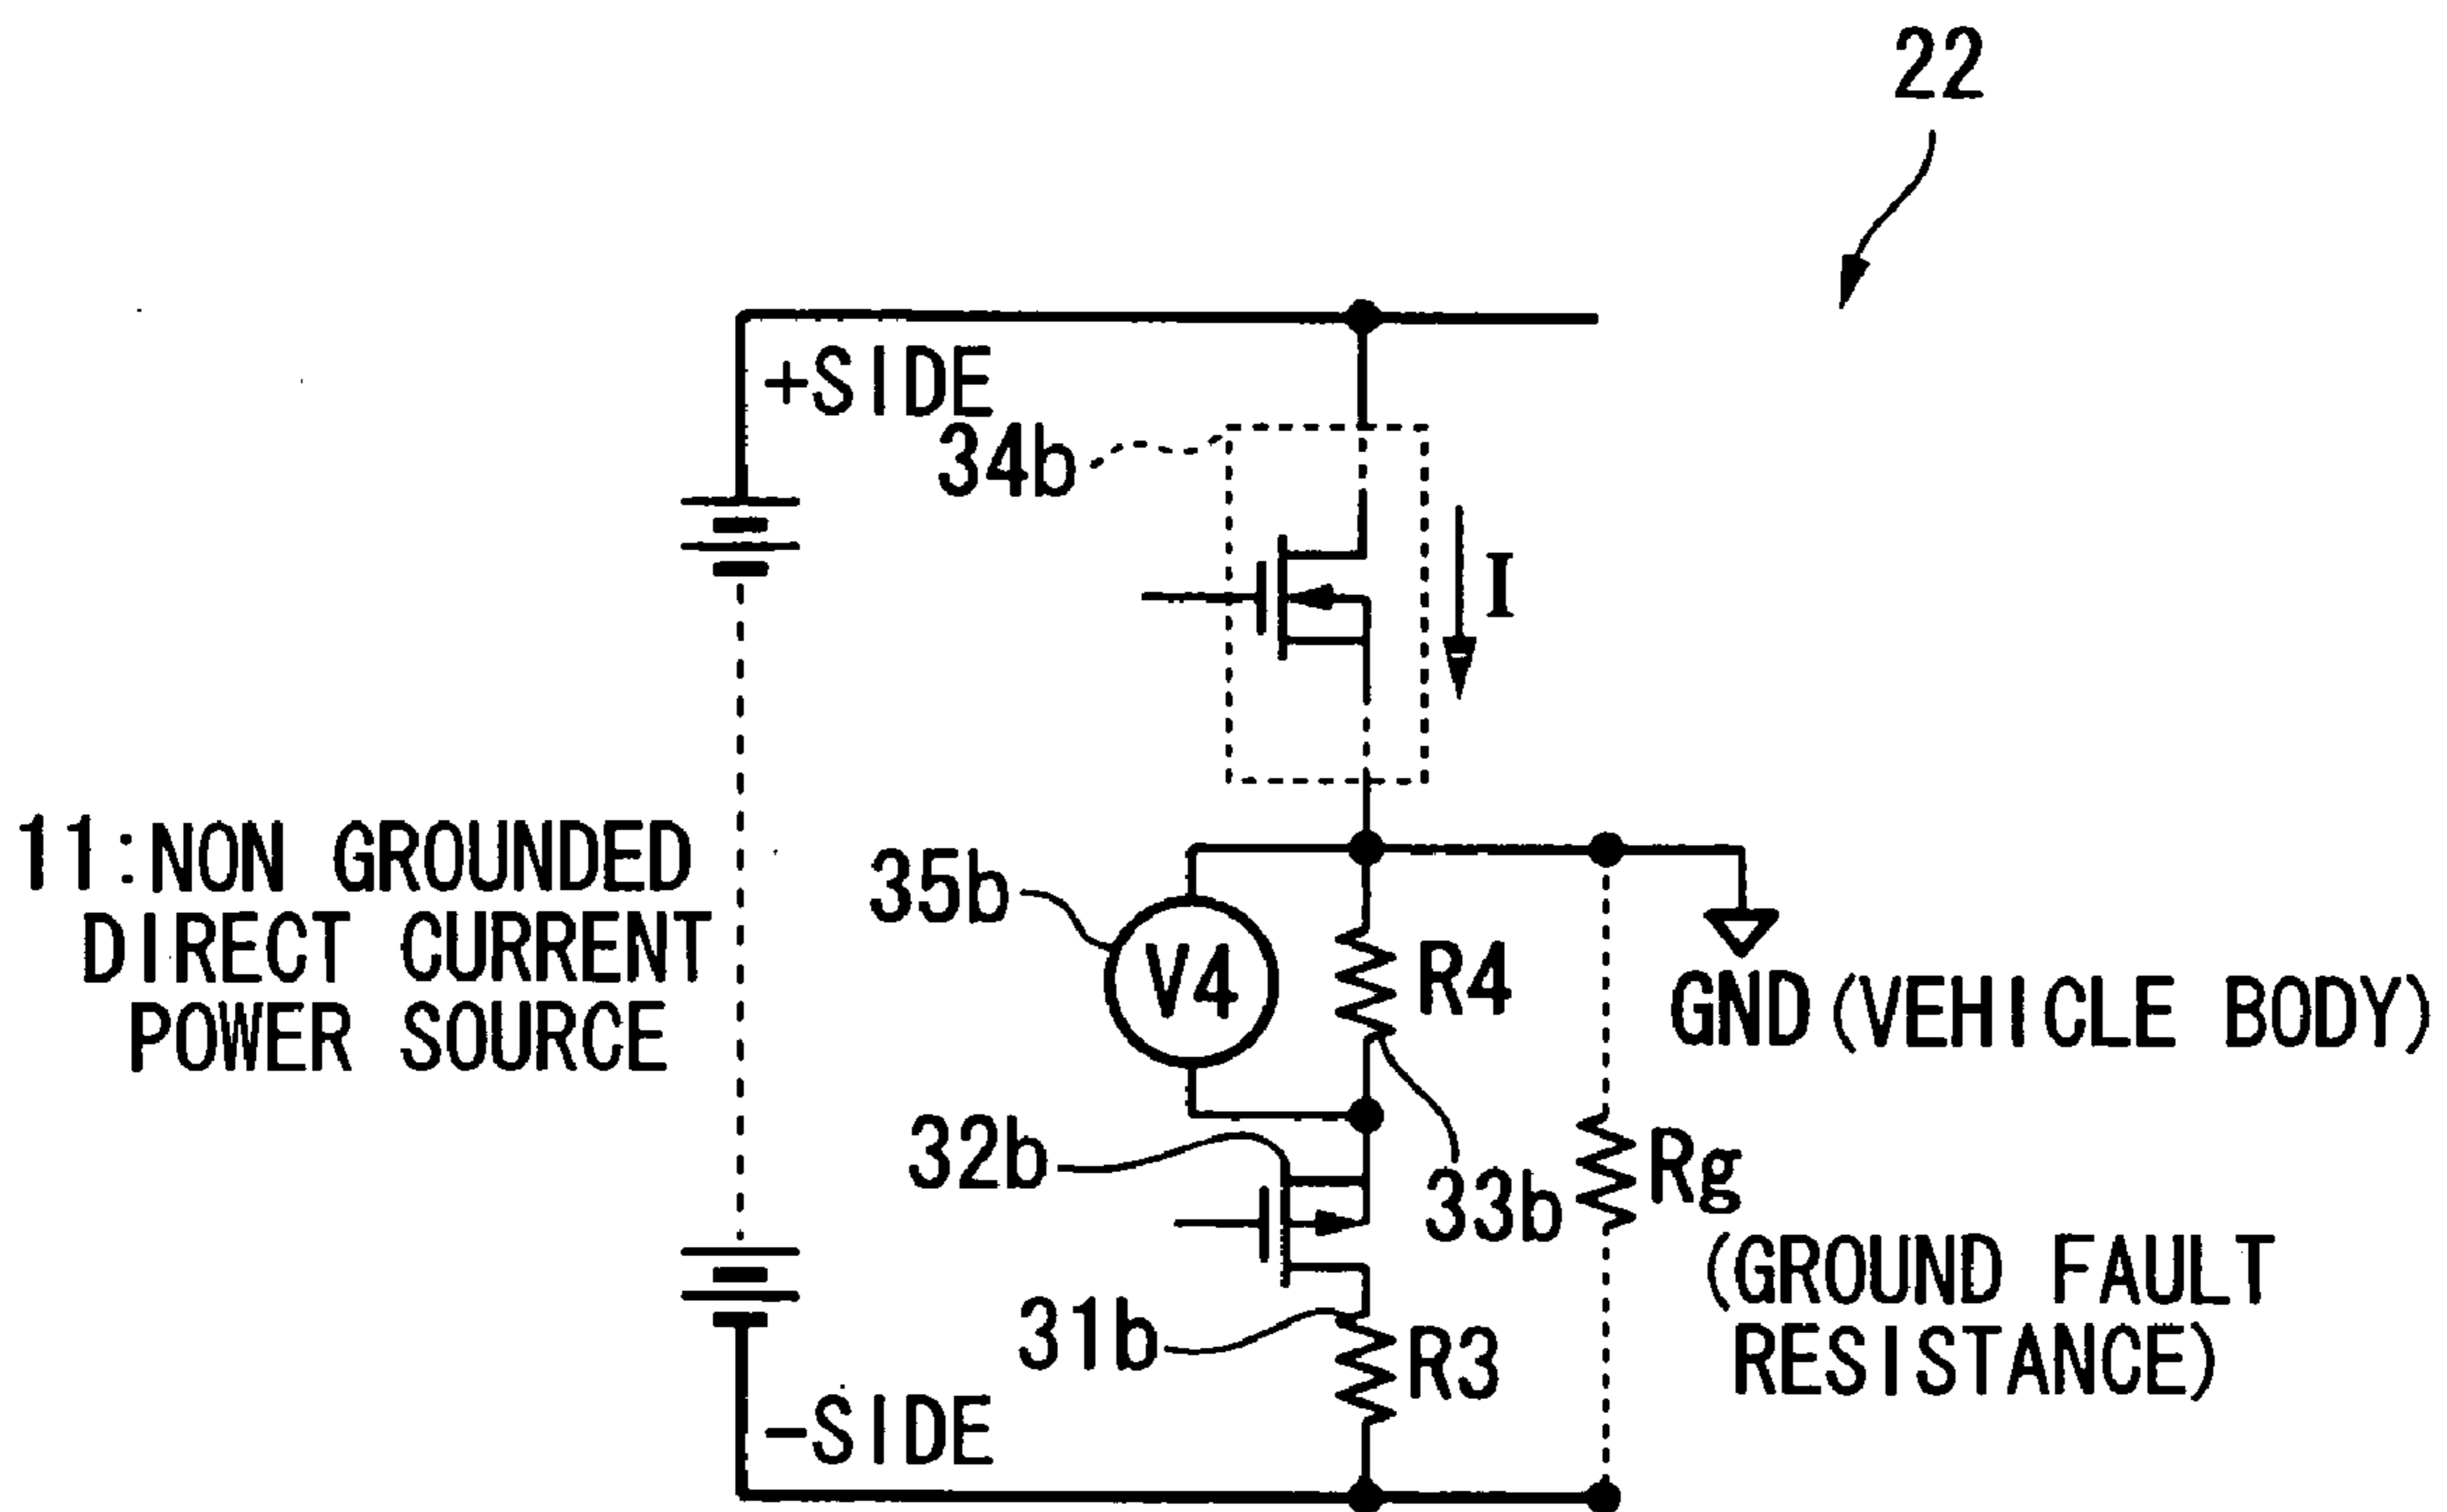 22
+SIDE
34b
I
11:NON GROUNDED
DIRECT CURRENT
POWER SOURCE
35b
V4
R4
GND (VEHICLE BODY)
32b
33b
Rg
(GROUND FAULT
RESISTANCE)
31b
R3
-SIDE